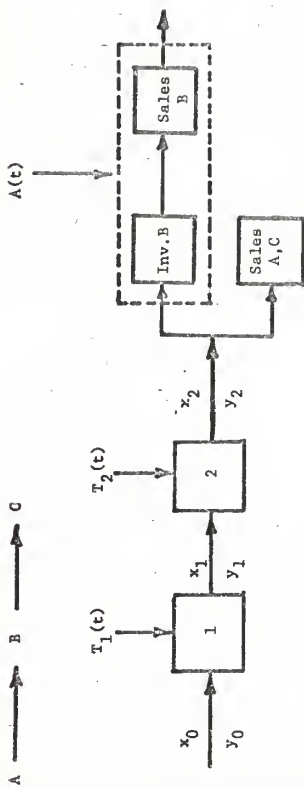 A → B → C
T₁(t)
T₂(t)
A(t)
x₀
y₀
1
x₁
y₁
2
x₂
y₂
Inv.B
Sales
B
Sales
A,C